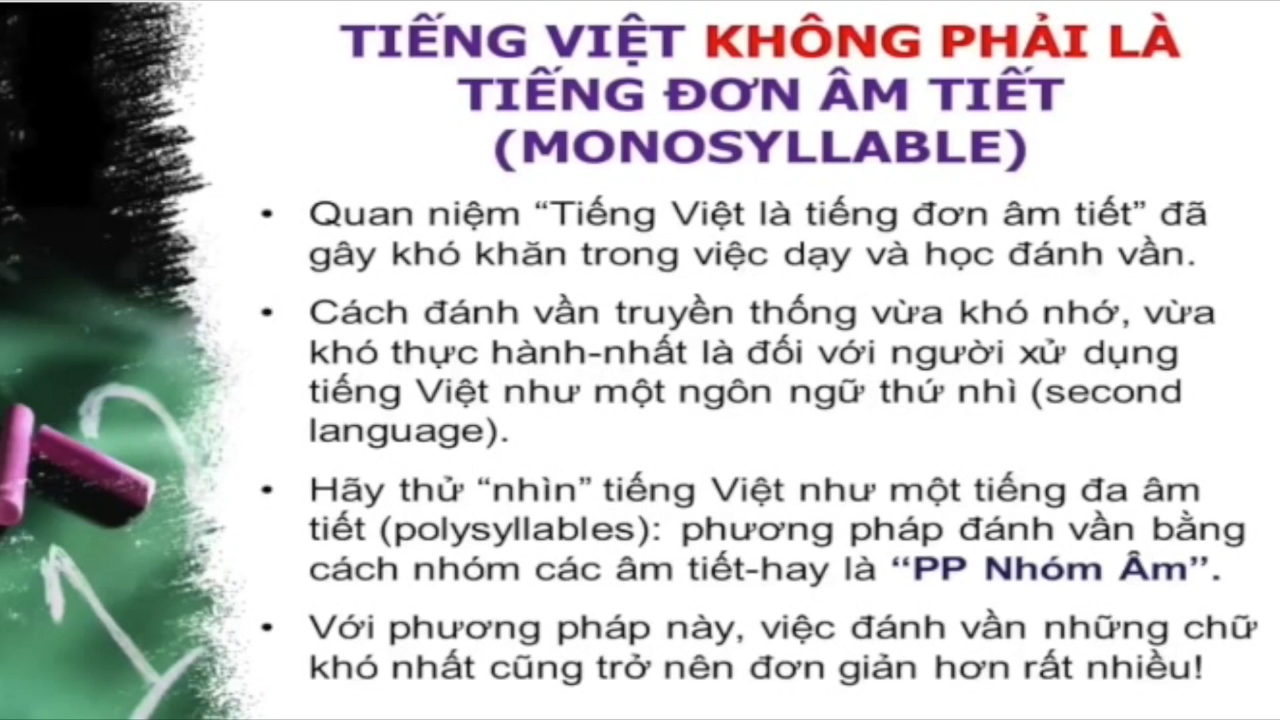 TIẾNG VIỆT KHÔNG PHẢI LÀ
TIẾNG ĐƠN ÂM TIẾT
(MONOSYLLABLE)
• Quan niệm “Tiếng Việt là tiếng đơn âm tiết” đã
gây khó khăn trong việc dạy và học đánh vần.
• Cách đánh vần truyền thống vừa khó nhớ, vừa
khó thực hành-nhất là đối với người xử dụng
tiếng Việt như một ngôn ngữ thứ nhì (second
language).
• Hãy thử “nhìn” tiếng Việt như một tiếng đa âm
tiết (polysyllables): phương pháp đánh vần bằng
cách nhóm các âm tiết-hay là “PP Nhóm Âm”.
• Với phương pháp này, việc đánh vần những chữ
khó nhất cũng trở nên đơn giản hơn rất nhiều!